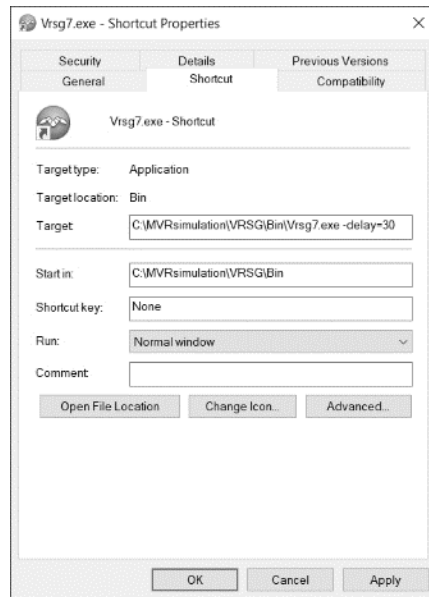 Vrsg7.exe - Shortcut Properties
Security Details Previous Versions
General Shortcut Compatibility
Vrsg7.exe - Shortcut
Target type: Application
Target location: Bin
Target: C:\MVRsimulation\VRSG\Bin\Vrsg7.exe -delay=30
Start in: C:\MVRsimulation\VRSG\Bin
Shortcut key: None
Run: Normal window
Comment:
Open File Location Change Icon... Advanced...
OK Cancel Apply